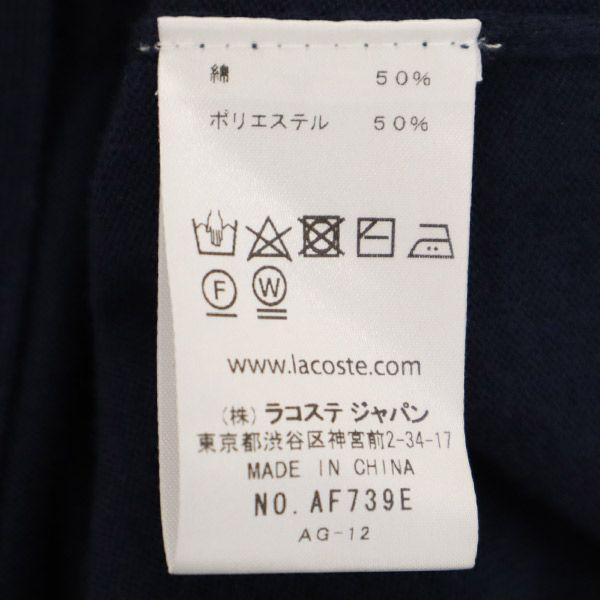 綿 50%
ポリエステル 50%
F W
www.lacoste.com
(株) ラコステ ジャパン
東京都渋谷区神宮前2-34-17
MADE IN CHINA
NO. AF739E
AG-12